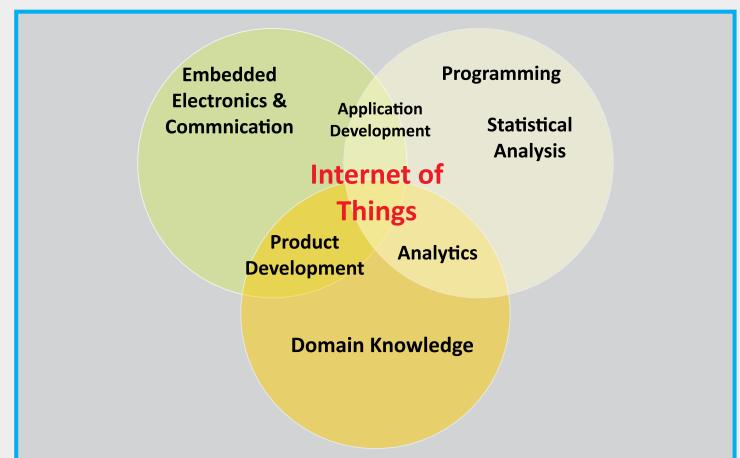 Embedded
Electronics &
Commnication
Programming
Statistical
Analysis
Application
Development
Internet of
Things
Product
Development
Analytics
Domain Knowledge